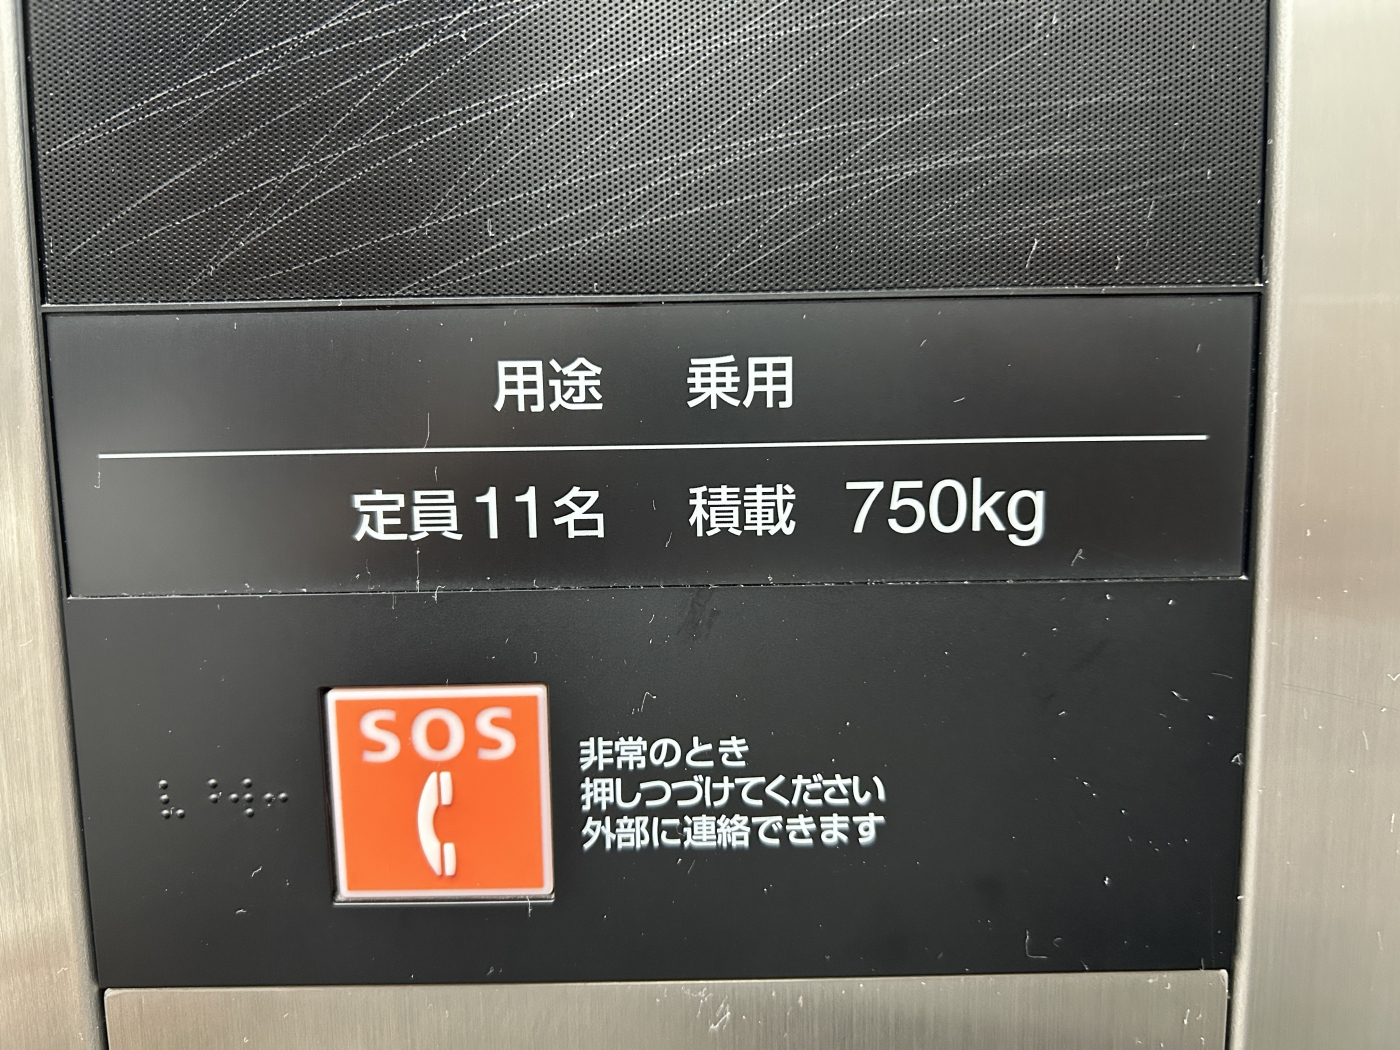 用途 乗用
定員11名 積載 750kg
SOS
非常のとき
押しつづけてください
外部に連絡できます